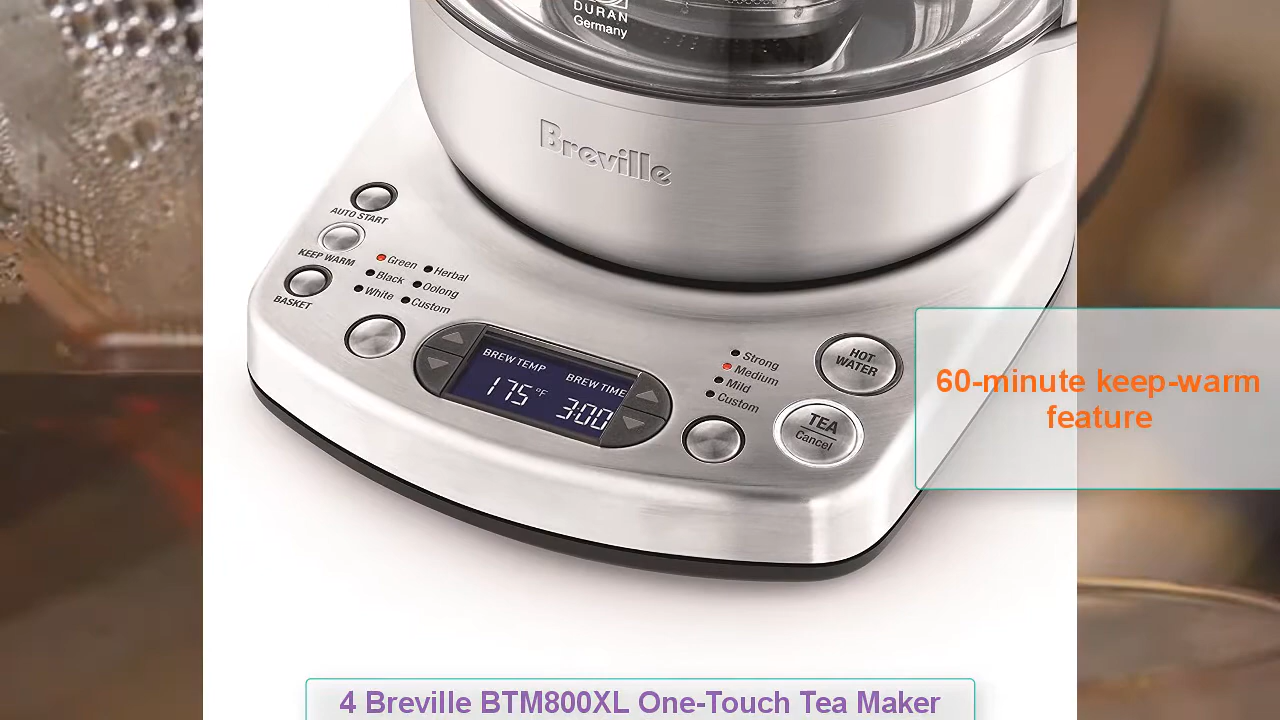 DURAN
Germany
Breville
AUTO START
KEEP WARM
BASKET
Green
Herbal
Black
Oolong
White
Custom
BREW TEMP
175 °F
BREW TIME
3:00
Strong
Medium
Mild
Custom
HOT
WATER
TEA
Cancel
60-minute keep-warm
feature
4 Breville BTM800XL One-Touch Tea Maker